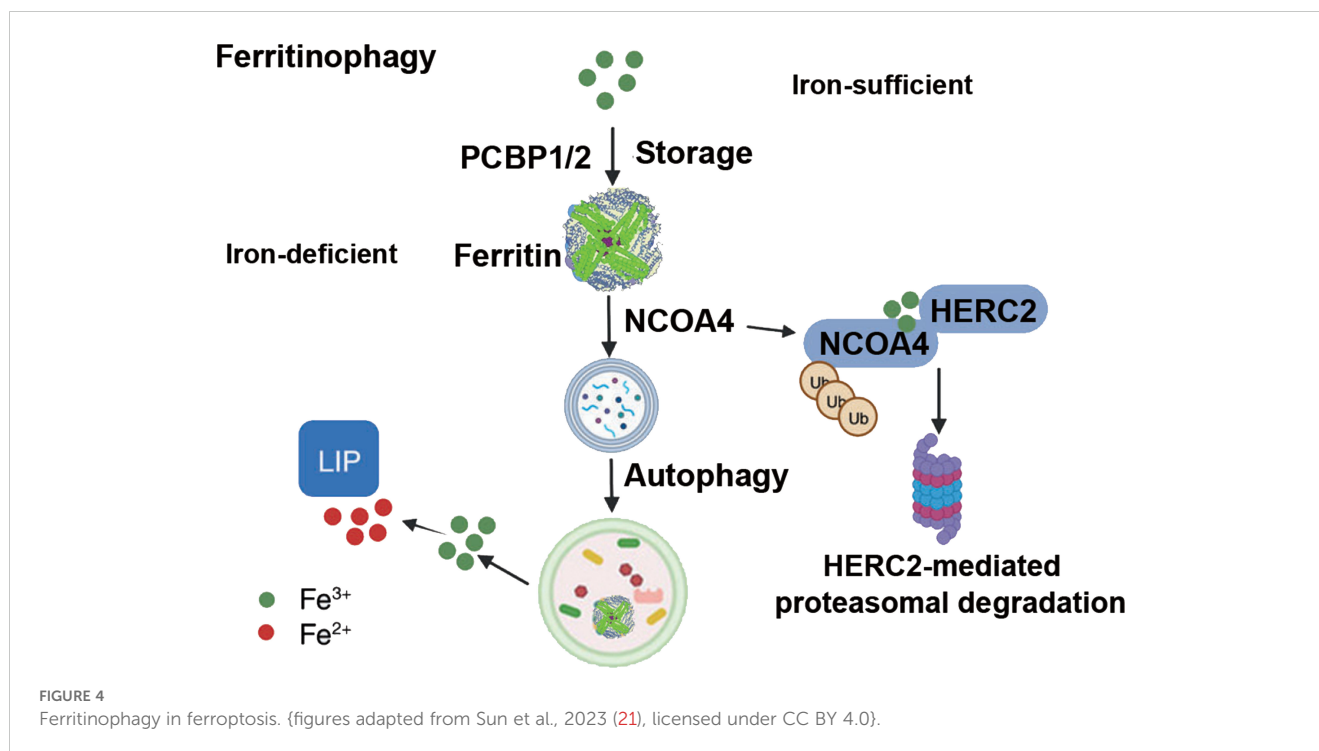 Ferritinophagy
Iron-sufficient
PCBP1/2
Storage
Iron-deficient
Ferritin
NCOA4
HERC2
NCOA4
Ub
Ub
Ub
Autophagy
LIP
HERC2-mediated
proteasomal degradation
Fe³⁺
Fe²⁺
FIGURE 4
Ferritinophagy in ferroptosis. {figures adapted from Sun et al., 2023 (21), licensed under CC BY 4.0}.